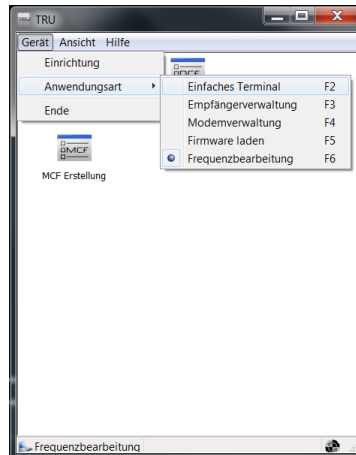 TRU
Gerät Ansicht Hilfe
Einrichtung
Anwendungsart
Ende
Einfaches Terminal F2
Empfängerverwaltung F3
Modemverwaltung F4
Firmware laden F5
Frequenzbearbeitung F6
MCF
MCF Erstellung
Frequenzbearbeitung